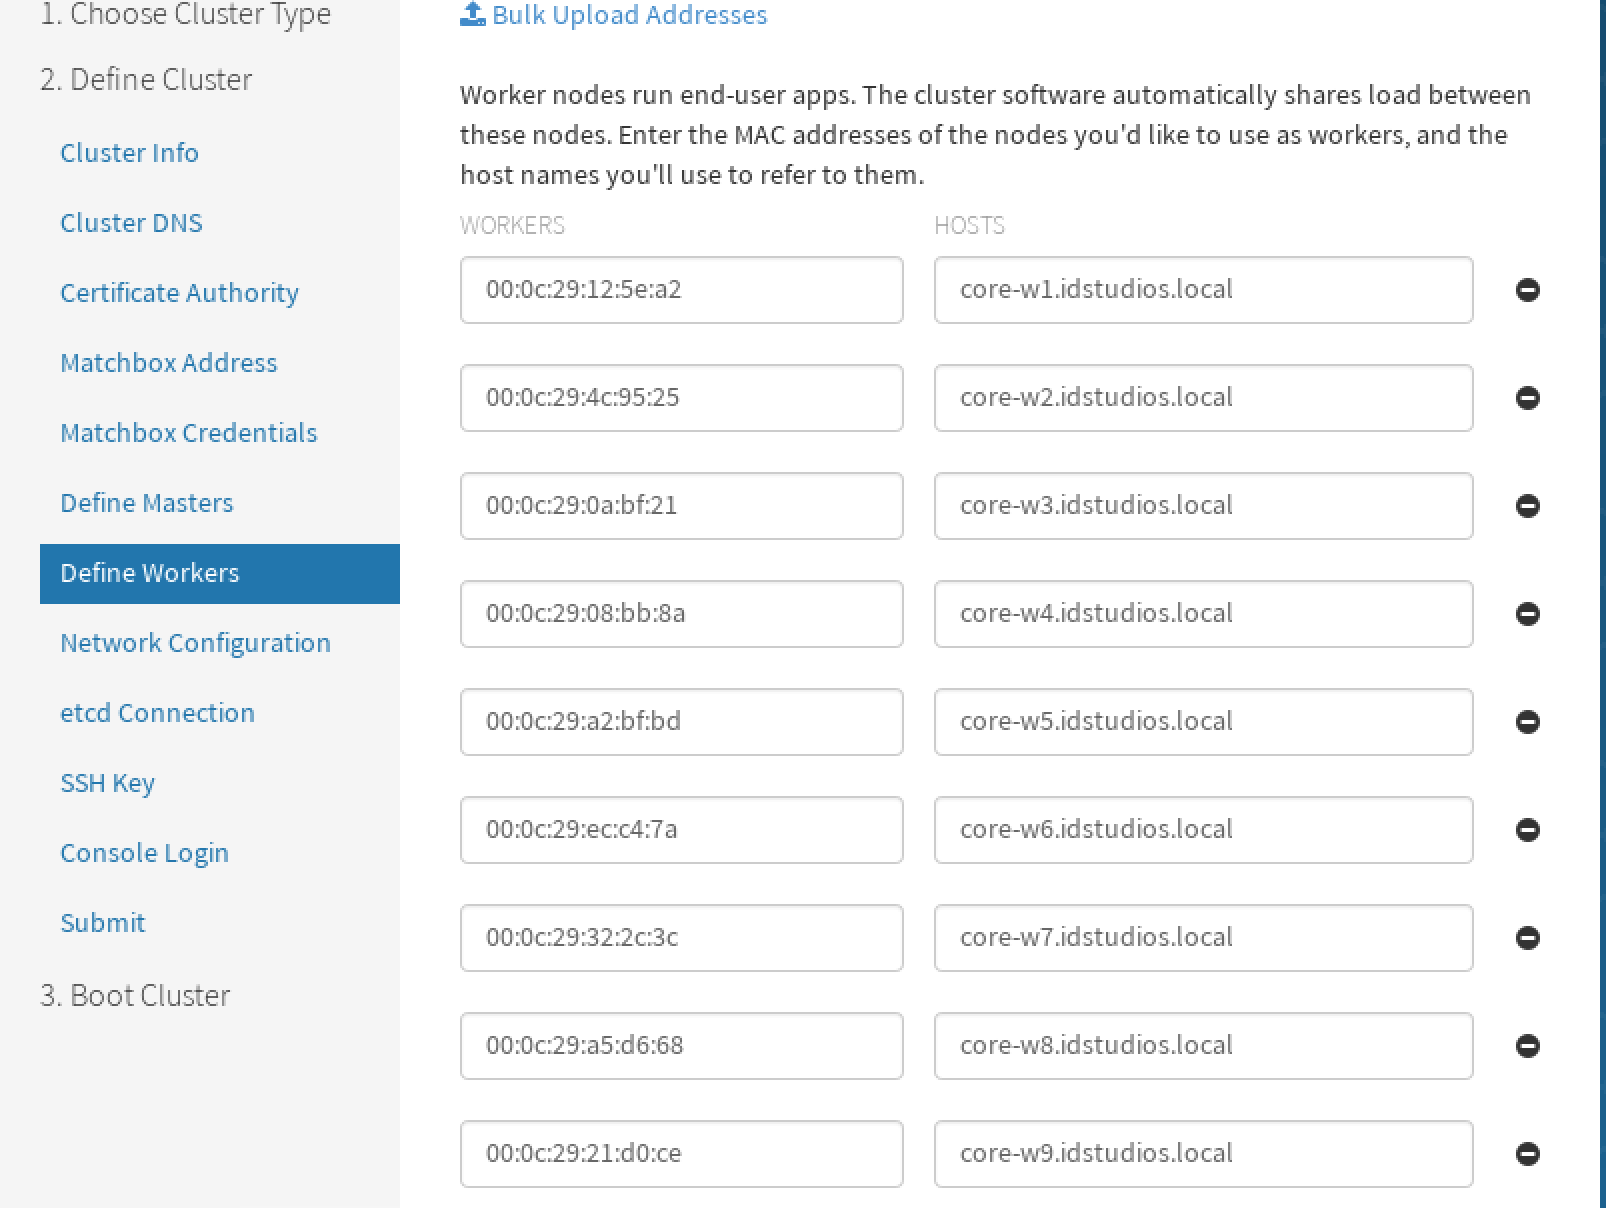 1. Choose Cluster Type
2. Define Cluster
Cluster Info
Cluster DNS
Certificate Authority
Matchbox Address
Matchbox Credentials
Define Masters
Define Workers
Network Configuration
etcd Connection
SSH Key
Console Login
Submit
3. Boot Cluster
Bulk Upload Addresses
Worker nodes run end-user apps. The cluster software automatically shares load between
these nodes. Enter the MAC addresses of the nodes you'd like to use as workers, and the
host names you'll use to refer to them.
WORKERS HOSTS
00:0c:29:12:5e:a2 core-w1.idstudios.local
00:0c:29:4c:95:25 core-w2.idstudios.local
00:0c:29:0a:bf:21 core-w3.idstudios.local
00:0c:29:08:bb:8a core-w4.idstudios.local
00:0c:29:a2:bf:bd core-w5.idstudios.local
00:0c:29:ec:c4:7a core-w6.idstudios.local
00:0c:29:32:2c:3c core-w7.idstudios.local
00:0c:29:a5:d6:68 core-w8.idstudios.local
00:0c:29:21:d0:ce core-w9.idstudios.local